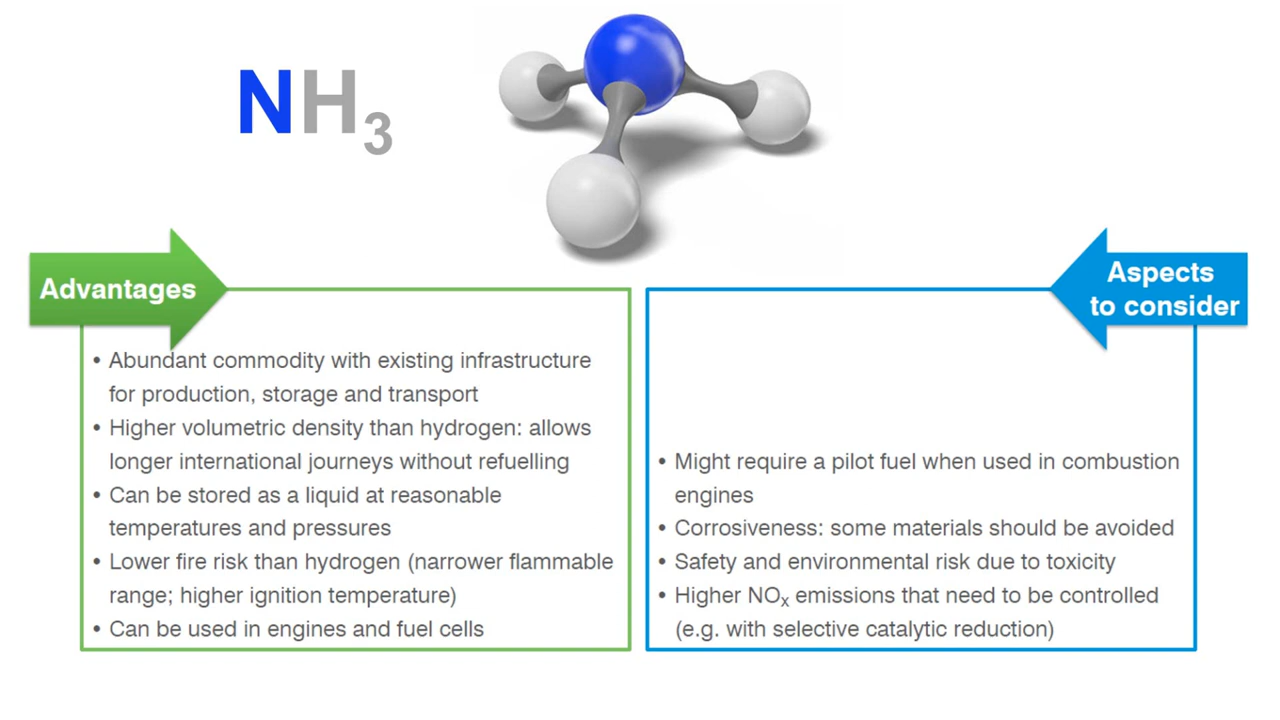 NH3
Advantages
Aspects
to consider
• Abundant commodity with existing infrastructure
for production, storage and transport
• Higher volumetric density than hydrogen: allows
longer international journeys without refuelling
• Can be stored as a liquid at reasonable
temperatures and pressures
• Lower fire risk than hydrogen (narrower flammable
range; higher ignition temperature)
• Can be used in engines and fuel cells
• Might require a pilot fuel when used in combustion
engines
• Corrosiveness: some materials should be avoided
• Safety and environmental risk due to toxicity
• Higher NOx emissions that need to be controlled
(e.g. with selective catalytic reduction)